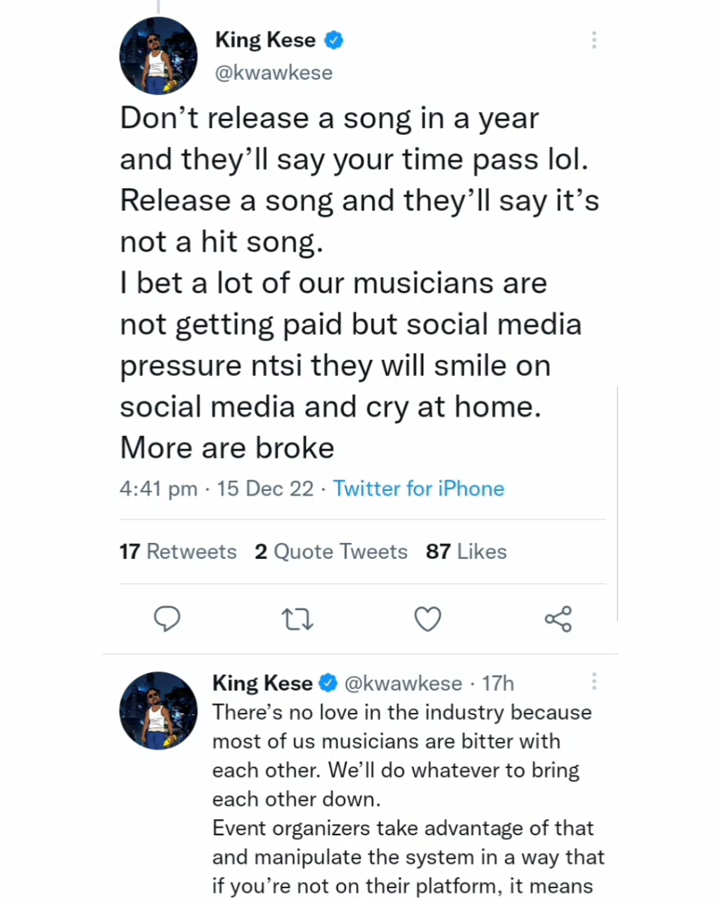 King Kese
@kwawkese
Don’t release a song in a year
and they’ll say your time pass lol.
Release a song and they’ll say it’s
not a hit song.
I bet a lot of our musicians are
not getting paid but social media
pressure ntsi they will smile on
social media and cry at home.
More are broke
4:41 pm · 15 Dec 22 · Twitter for iPhone
17 Retweets 2 Quote Tweets 87 Likes
King Kese @kwawkese · 17h
There’s no love in the industry because
most of us musicians are bitter with
each other. We’ll do whatever to bring
each other down.
Event organizers take advantage of that
and manipulate the system in a way that
if you’re not on their platform, it means